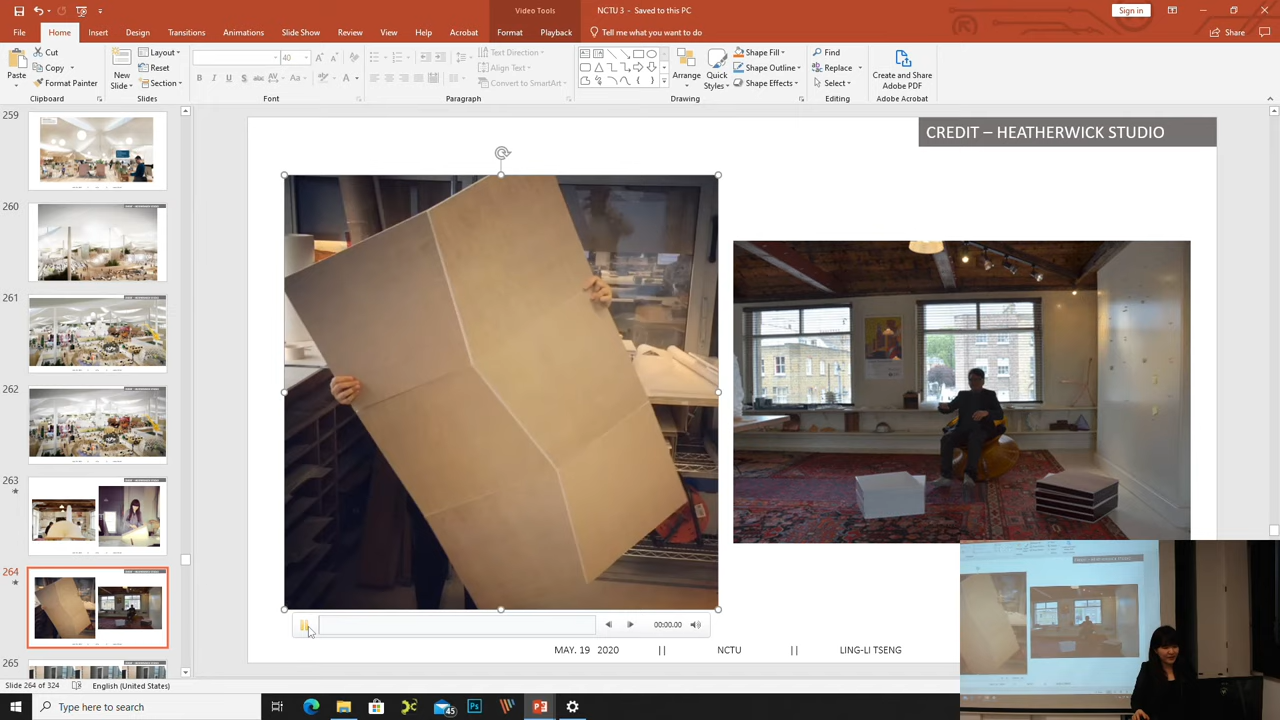 Video Tools
NCTU 3 - Saved to this PC
Sign in
File Home Insert Design Transitions Animations Slide Show Review View Help Acrobat Format Playback Tell me what you want to do Share
Paste
Cut
Copy
Format Painter
Clipboard
New Slide
Layout
Reset
Section
Slides
40
Font
Text Direction
Align Text
Convert to SmartArt
Paragraph
Arrange
Quick Styles
Shape Fill
Shape Outline
Shape Effects
Drawing
Find
Replace
Select
Editing
Create and Share Adobe PDF
Adobe Acrobat
259
260
261
262
263
264
265
CREDIT – HEATHERWICK STUDIO
00:00.00
MAY. 19 2020 || NCTU || LING-LI TSENG
Slide 264 of 324 English (United States)
Type here to search